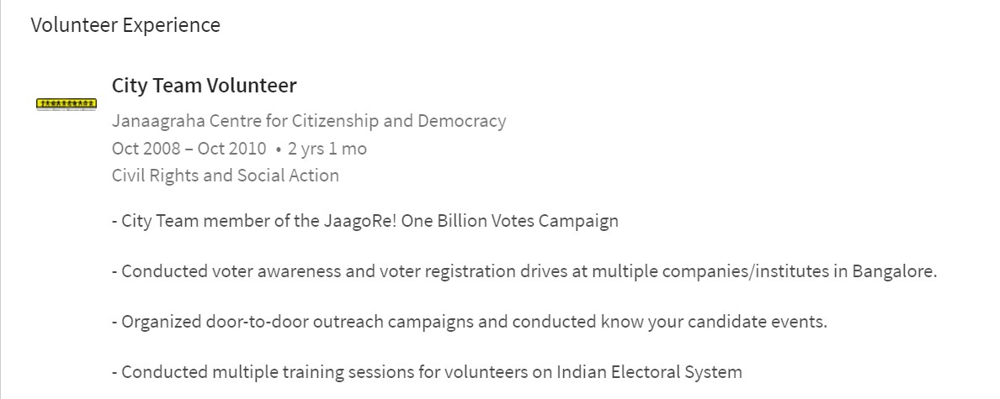 Volunteer Experience
City Team Volunteer
Janaagraha Centre for Citizenship and Democracy
Oct 2008 – Oct 2010 • 2 yrs 1 mo
Civil Rights and Social Action
- City Team member of the JaagoRe! One Billion Votes Campaign
- Conducted voter awareness and voter registration drives at multiple companies/institutes in Bangalore.
- Organized door-to-door outreach campaigns and conducted know your candidate events.
- Conducted multiple training sessions for volunteers on Indian Electoral System